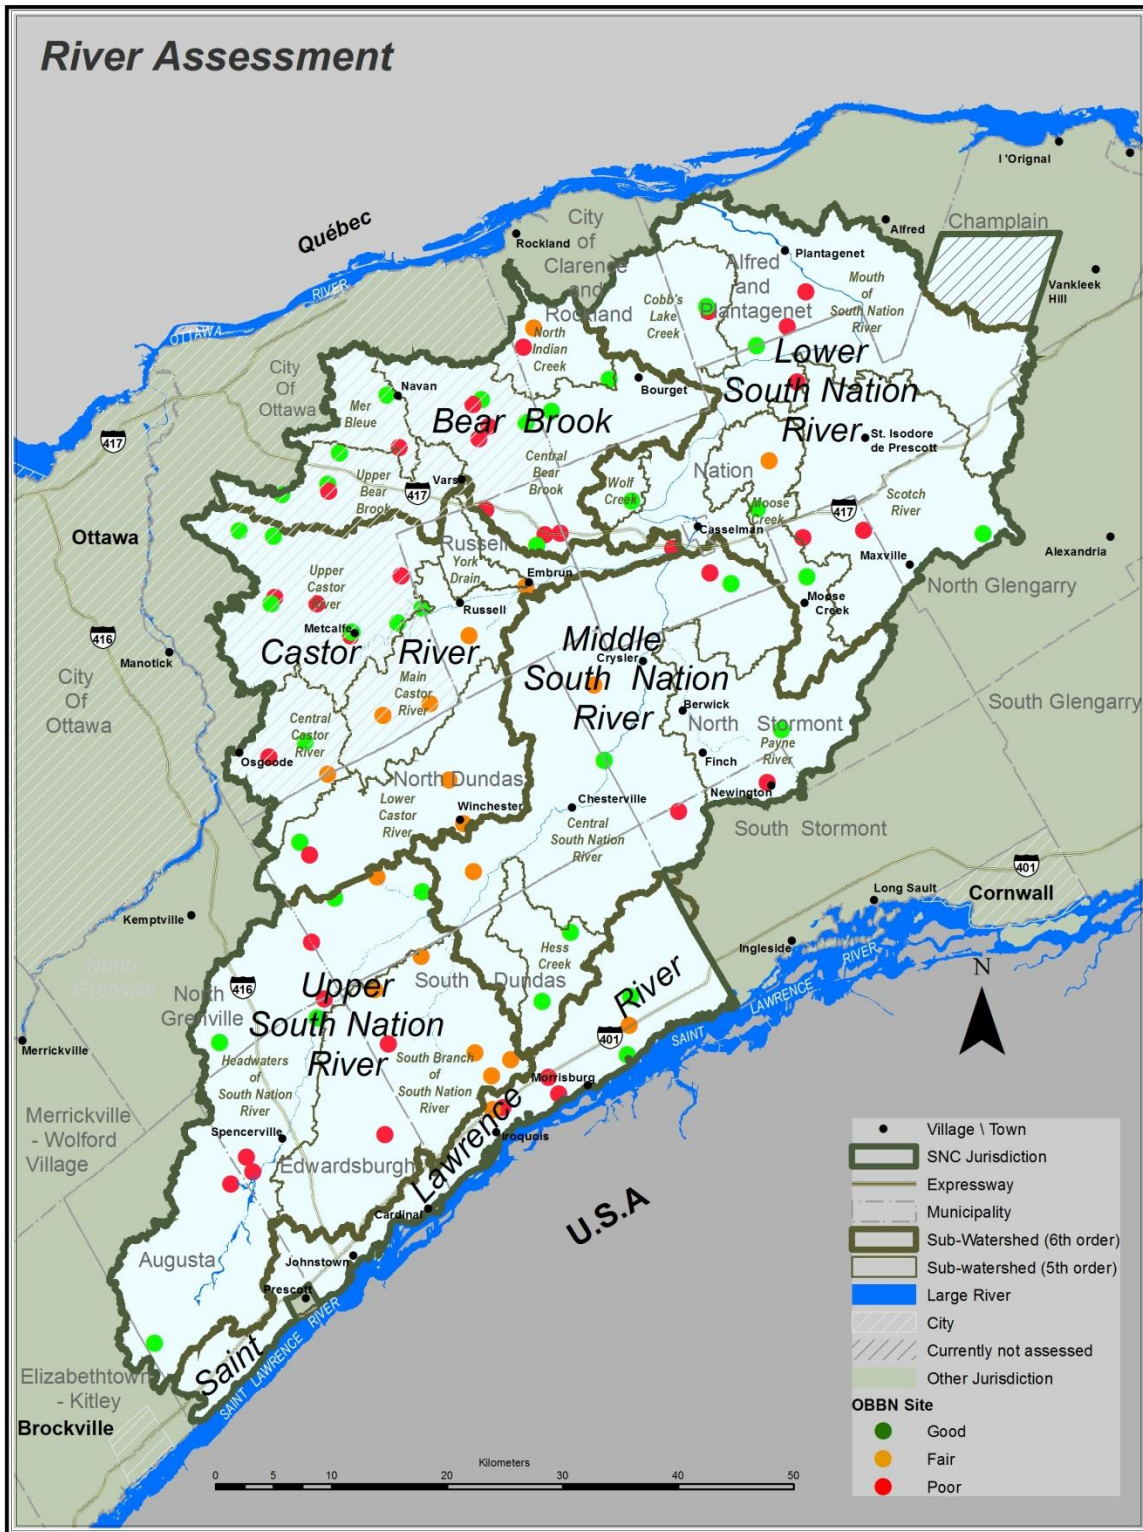 River Assessment
l 'Orignal
Champlain
Alfred
Québec
Rockland
City
of
Clarence
and
Rockland
Plantagenet
Alfred
and
Plantagenet
Mouth
of
South Nation
River
Vankleek
Hill
Cobb's
Lake
Creek
OTTAWA
RIVER
North
Indian
Creek
Lower
South Nation
River
City
Of
Ottawa
Navan
Bourget
Mer
Bleue
Bear Brook
St. Isodore
de Prescott
417
Upper
Bear
Brook
Vars
417
Central
Bear
Brook
Nation
Wolf
Creek
Moose
Creek
417
Scotch
River
Casselman
Ottawa
Russell
York
Drain
Embrun
Maxville
Alexandria
North Glengarry
Upper
Castor
River
Russell
Moose
Creek
416
Metcalfe
Manotick
Castor River
Middle
South Nation
River
Crysler
City
Of
Ottawa
Main
Castor
River
Berwick
South Glengarry
Central
Castor
River
North Stormont
Payne
River
Osgoode
Finch
North Dundas
Newington
Lower
Castor
River
Winchester
Chesterville
Central
South Nation
River
South Stormont
401
Long Sault
Cornwall
Kemptville
Ingleside
North
Grenville
416
North
Grenville
Hess
Creek
South Dundas
River
SAINT LAWRENCE RIVER
N
Upper
South Nation
River
401
Merrickville
Headwaters
of
South Nation
River
South Branch
of
South Nation
River
Morrisburg
Merrickville
- Wolford
Village
Spencerville
Iroquois
Edwardsburgh
Lawrence
Cardinal
U.S.A
Augusta
Johnstown
Prescott
Saint
SAINT LAWRENCE RIVER
Elizabethtown
- Kitley
Brockville
Kilometers
0 5 10 20 30 40 50
Village \ Town
SNC Jurisdiction
Expressway
Municipality
Sub-Watershed (6th order)
Sub-watershed (5th order)
Large River
City
Currently not assessed
Other Jurisdiction
OBBN Site
Good
Fair
Poor